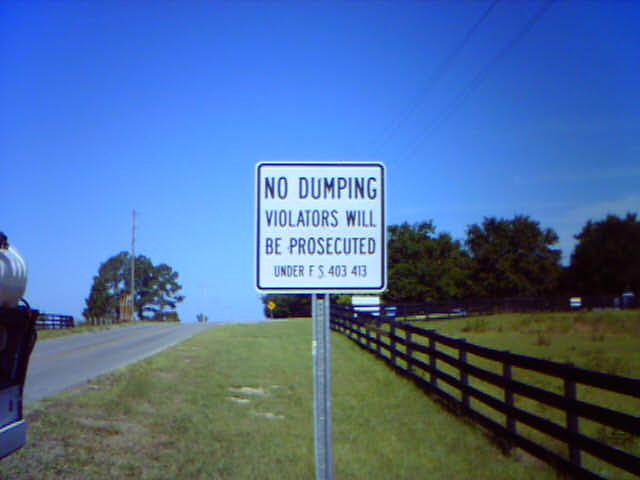 NO DUMPING
VIOLATORS WILL
BE PROSECUTED
UNDER F S. 403 413